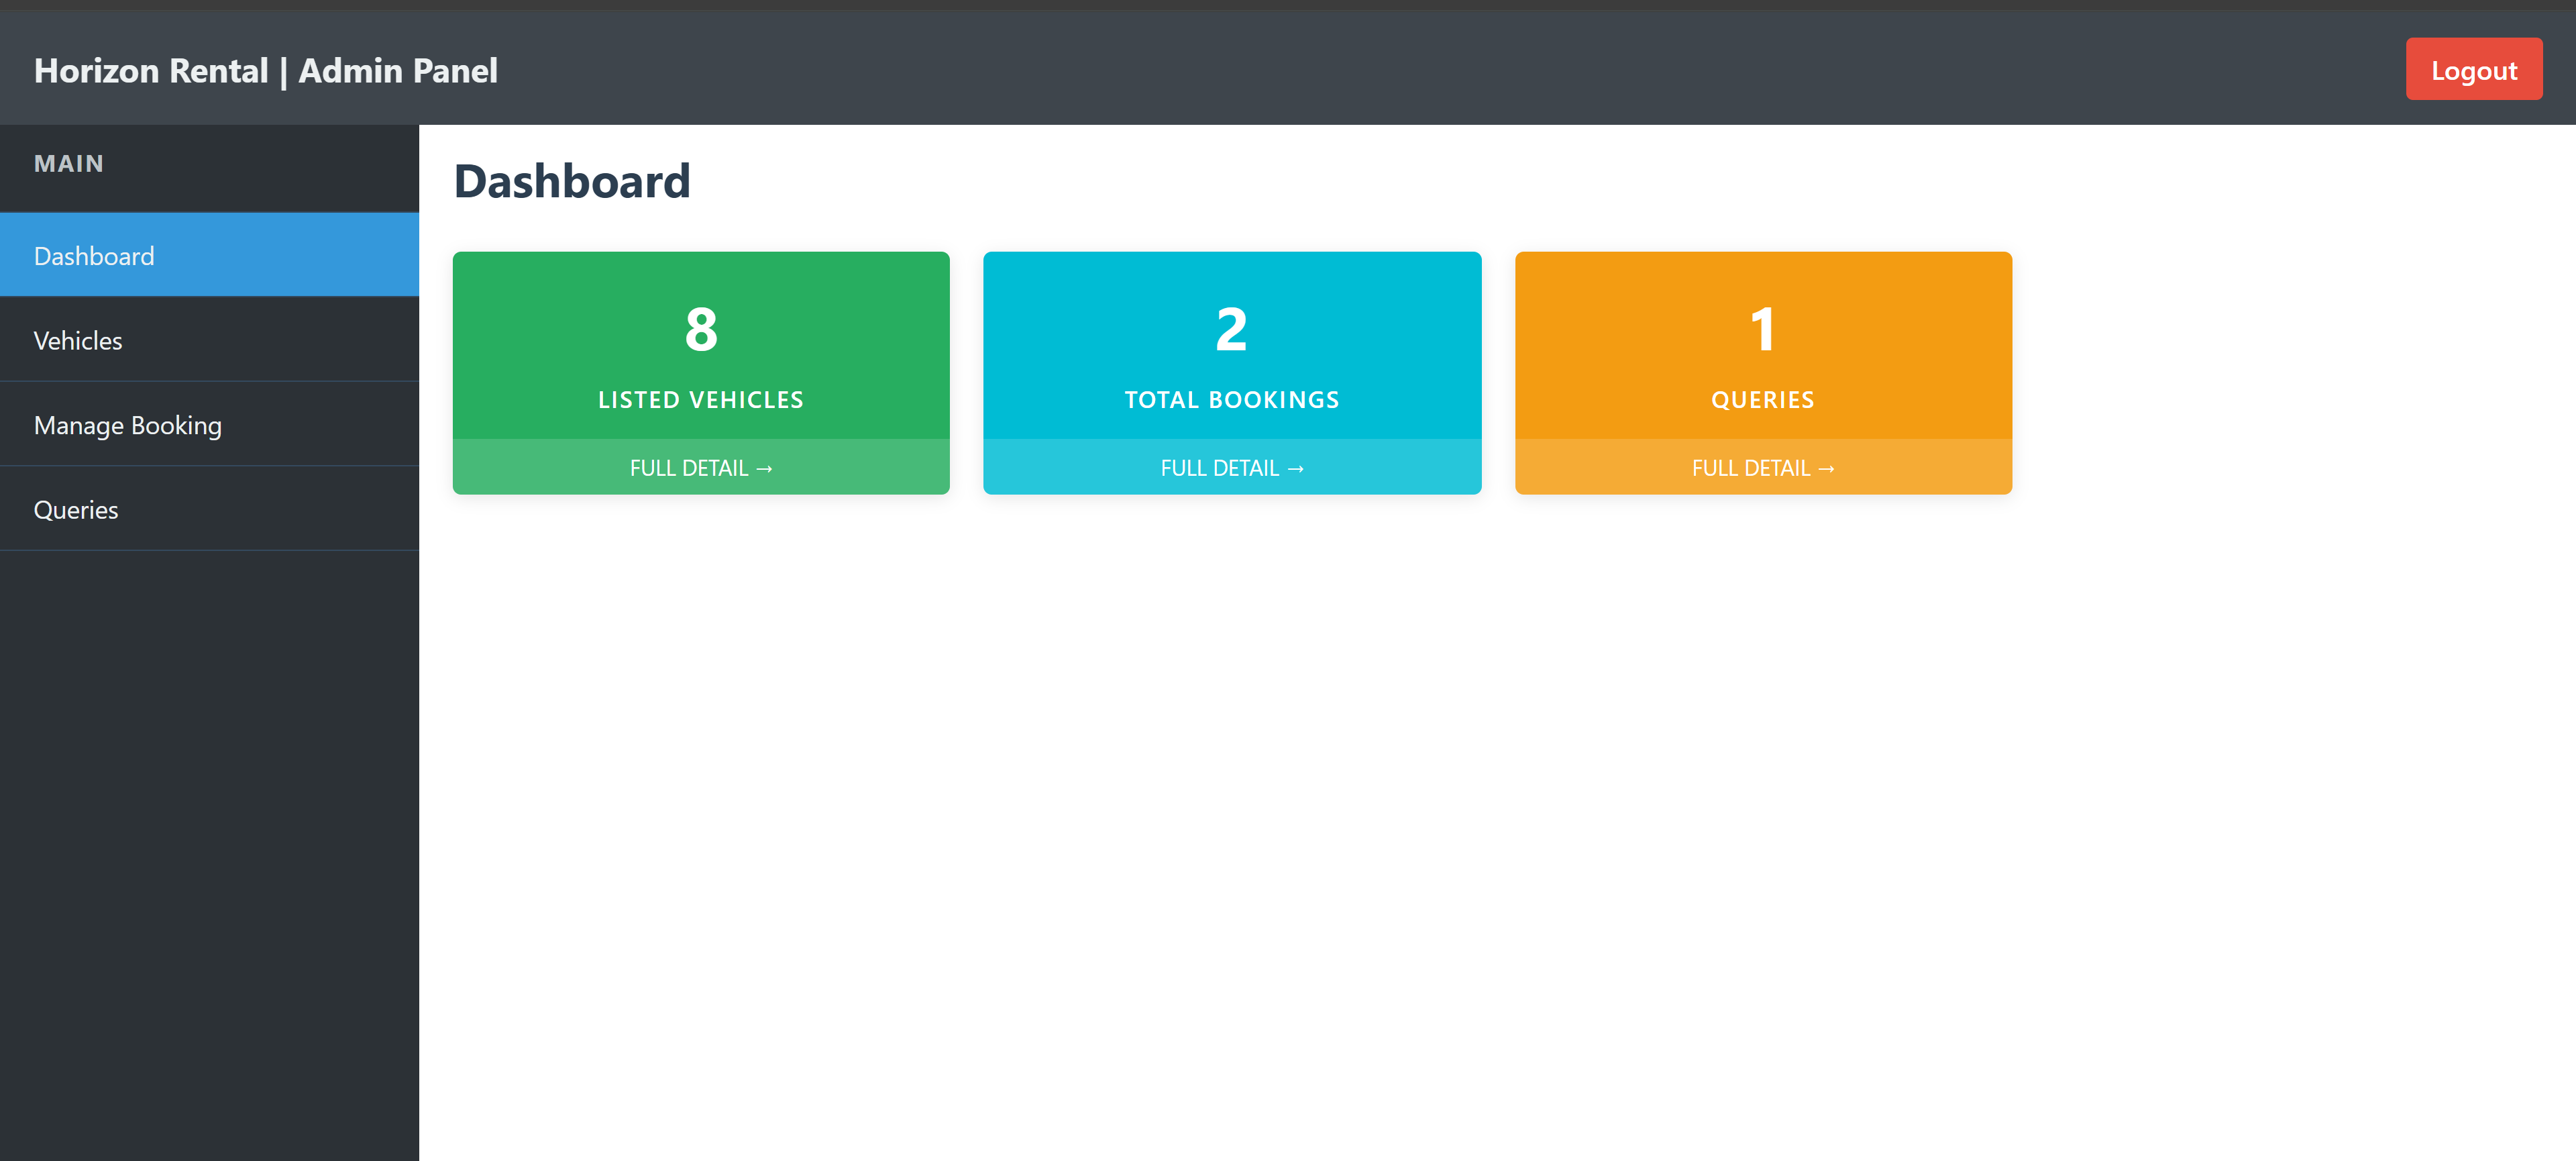 Horizon Rental | Admin Panel
Logout
MAIN
Dashboard
Vehicles
Manage Booking
Queries
Dashboard
8
LISTED VEHICLES
FULL DETAIL →
2
TOTAL BOOKINGS
FULL DETAIL →
1
QUERIES
FULL DETAIL →